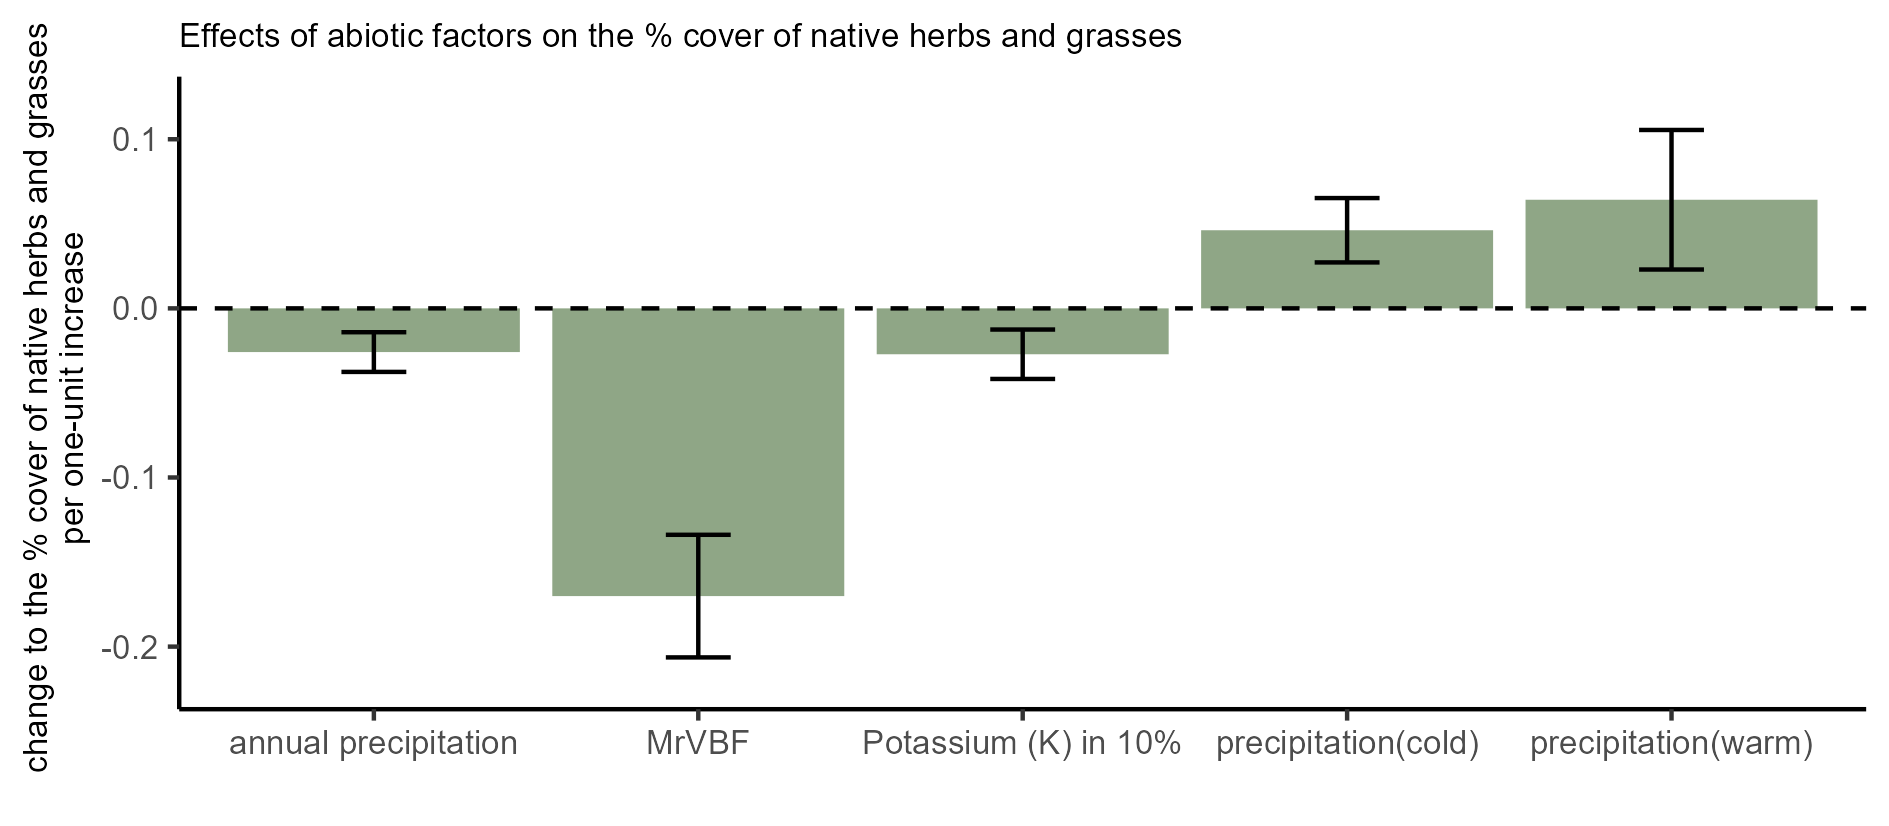 Effects of abiotic factors on the % cover of native herbs and grasses
change to the % cover of native herbs and grasses
per one-unit increase
0.1
0.0
-0.1
-0.2
annual precipitation
MrVBF
Potassium (K) in 10%
precipitation(cold)
precipitation(warm)